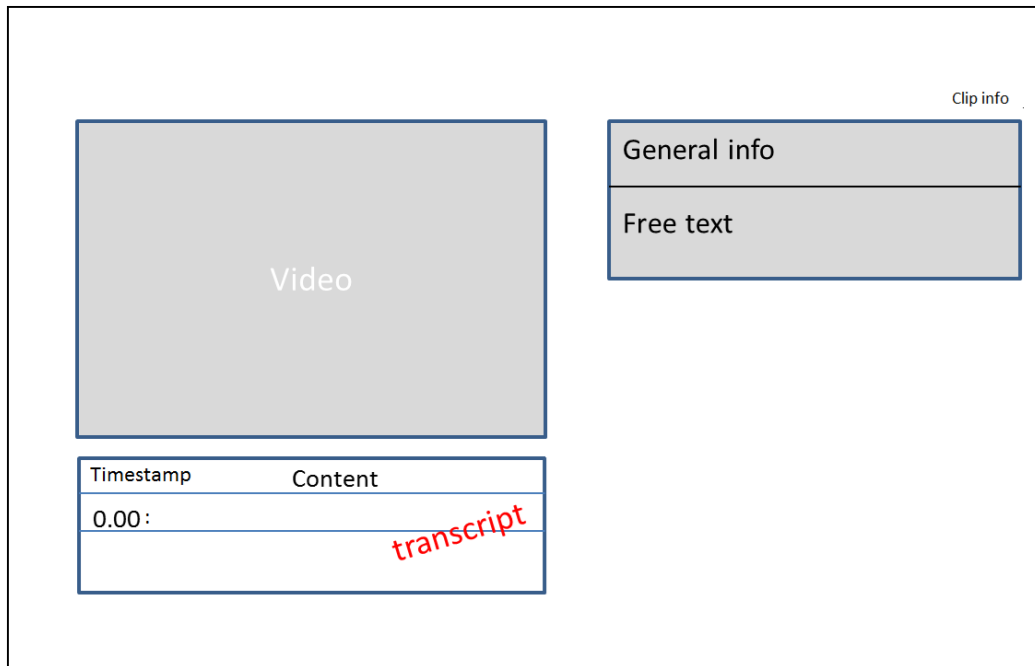 Clip info
General info
Free text
Video
Timestamp Content
0.00:
transcript